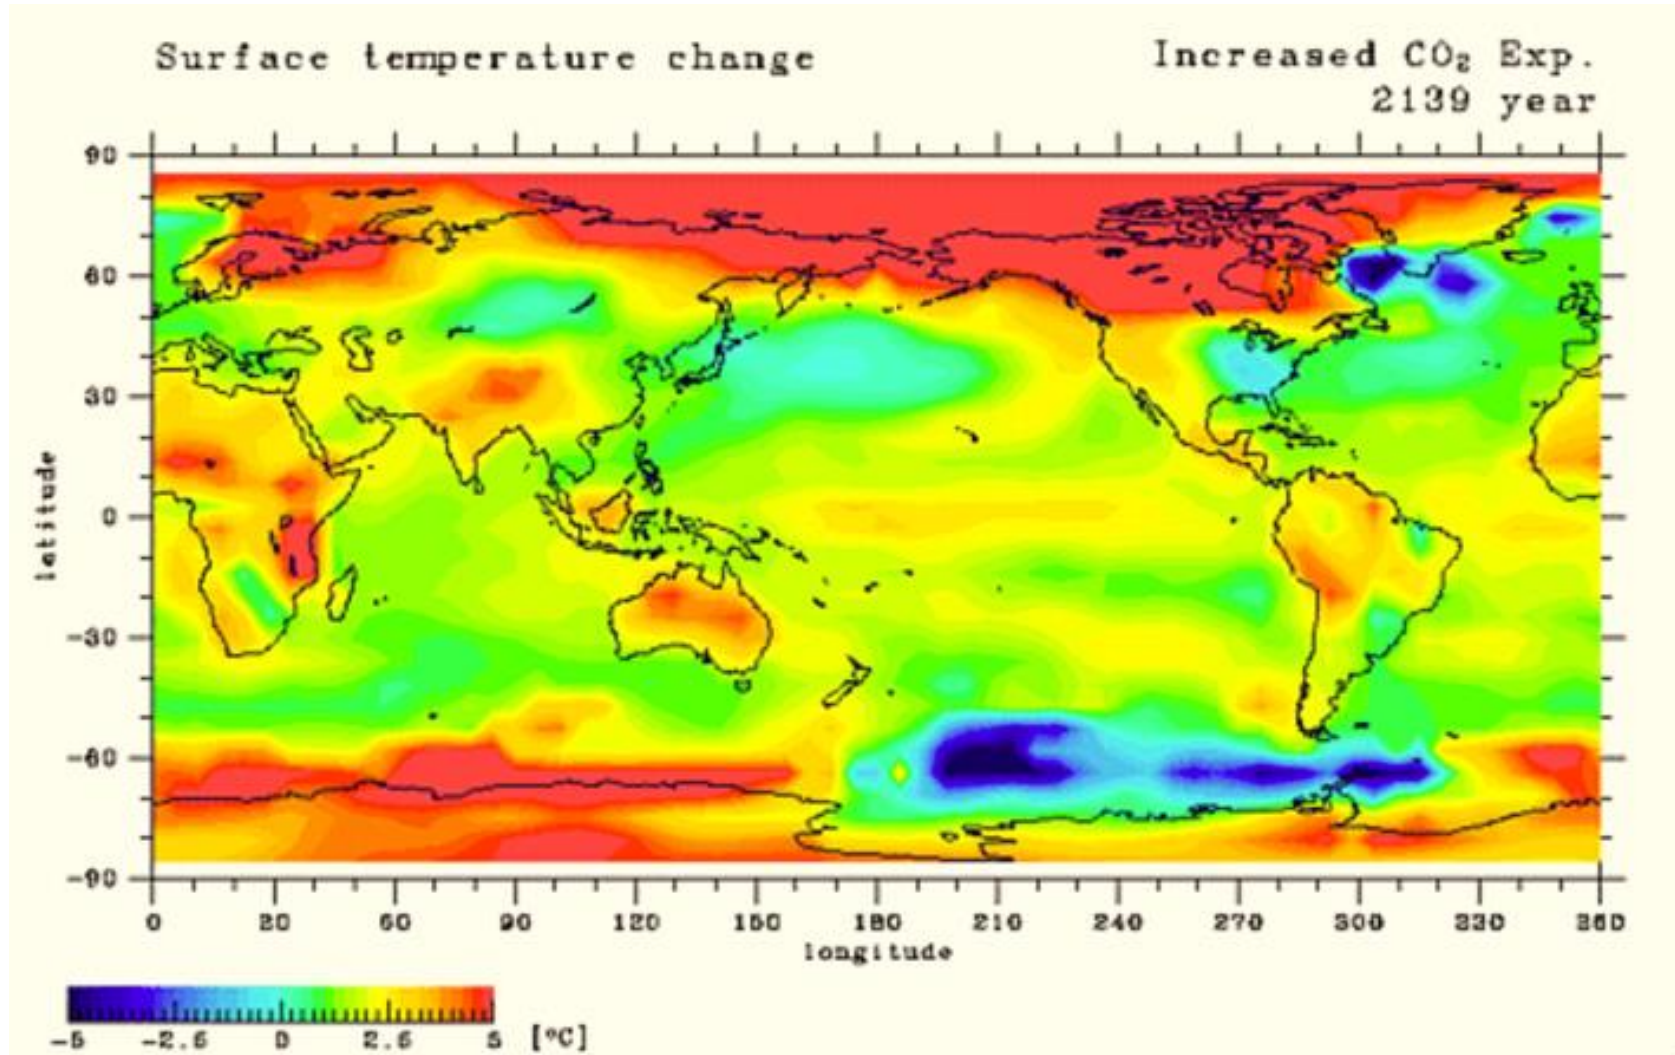 Surface temperature change
Increased CO₂ Exp.
2139 year
90
60
30
0
-30
-60
-90
latitude
0 30 60 90 120 150 180 210 240 270 300 330 360
longitude
-5 -2.5 0 2.5 5 [°C]